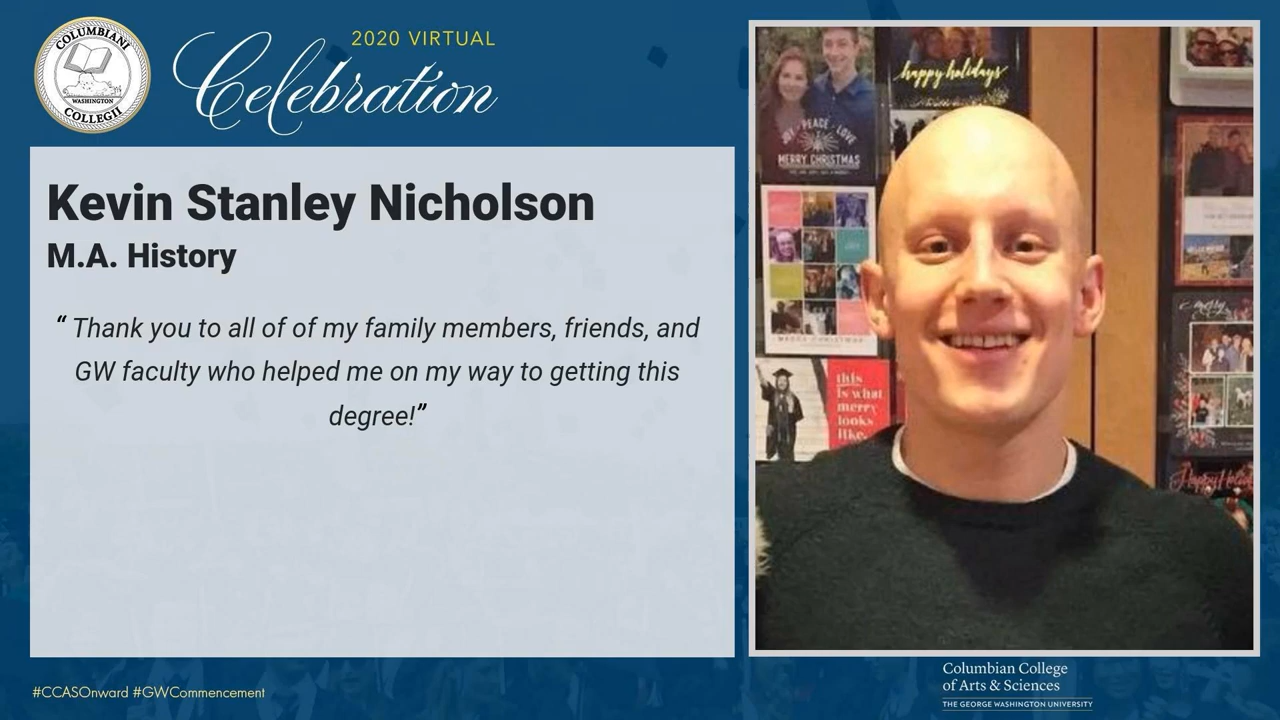 COLUMBIANI
WASHINGTON
COLLEGII
2020 VIRTUAL
Celebration
Kevin Stanley Nicholson
M.A. History
“ Thank you to all of of my family members, friends, and
GW faculty who helped me on my way to getting this
degree!”
happy holidays
JOY - PEACE - LOVE
MERRY CHRISTMAS
this
is what
merry
looks
like.
merry
Happy Holid
#CCASOnward #GWCommencement
Columbian College
of Arts & Sciences
THE GEORGE WASHINGTON UNIVERSITY